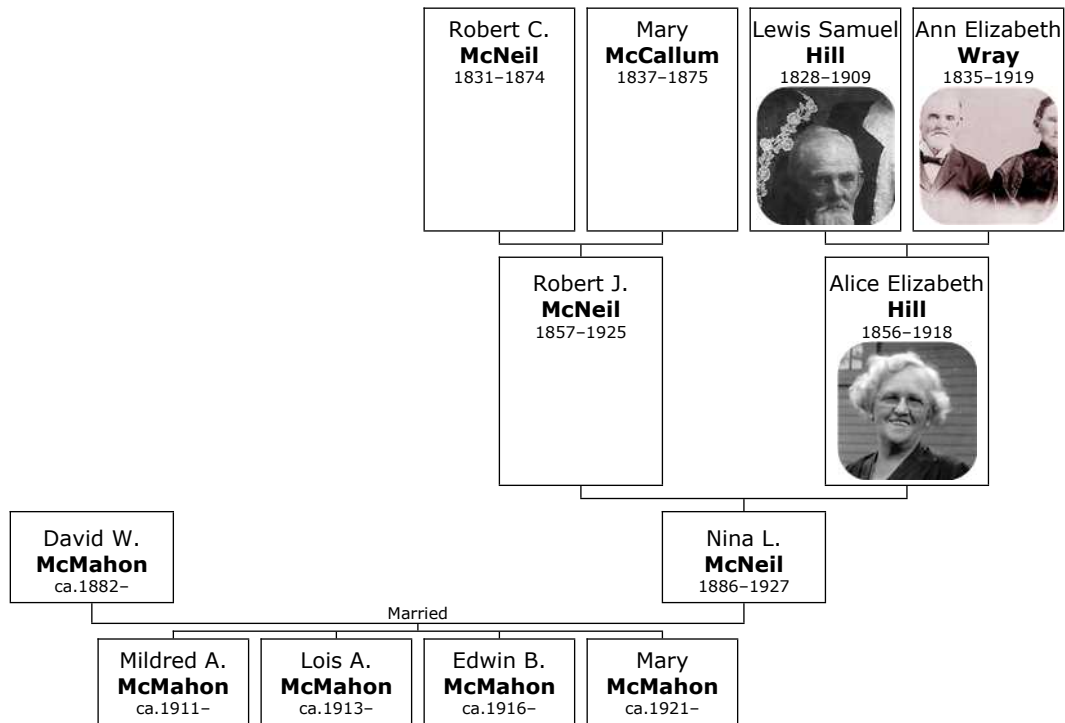 Robert C.
McNeil
1831–1874
Mary
McCallum
1837–1875
Lewis Samuel
Hill
1828–1909
Ann Elizabeth
Wray
1835–1919
Robert J.
McNeil
1857–1925
Alice Elizabeth
Hill
1856–1918
David W.
McMahon
ca.1882–
Nina L.
McNeil
1886–1927
Married
Mildred A.
McMahon
ca.1911–
Lois A.
McMahon
ca.1913–
Edwin B.
McMahon
ca.1916–
Mary
McMahon
ca.1921–